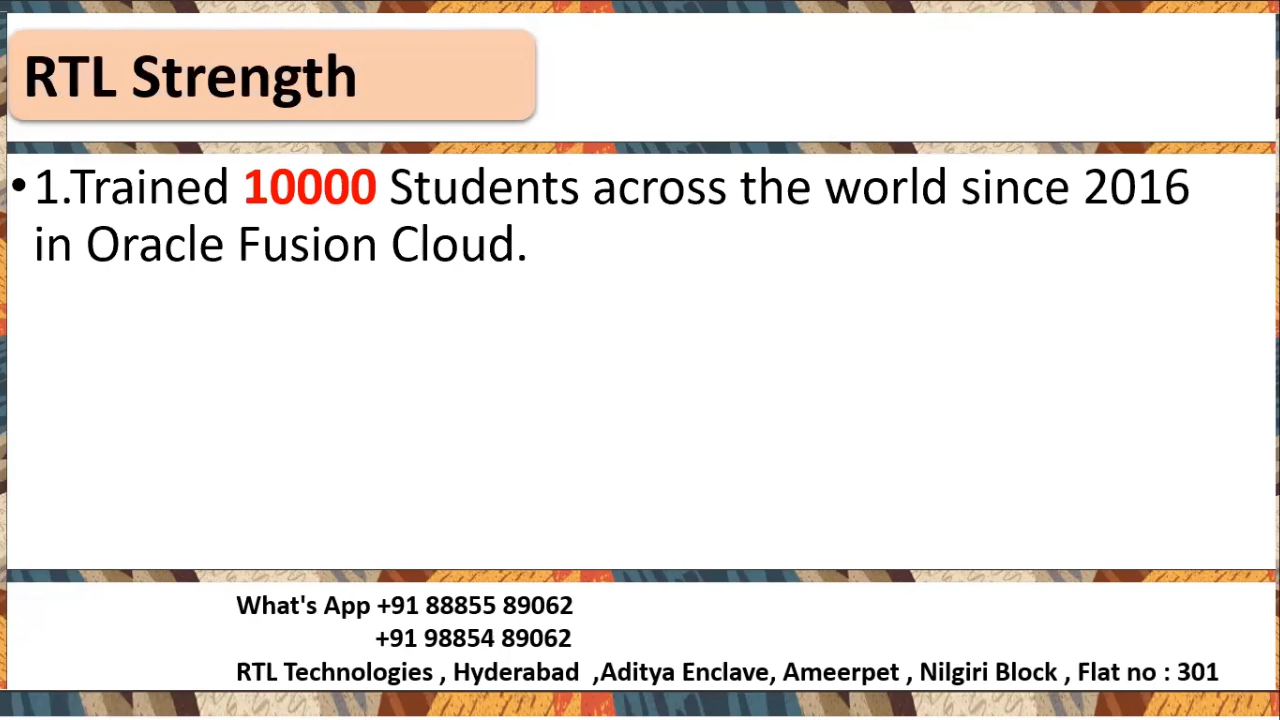 RTL Strength
• 1.Trained 10000 Students across the world since 2016
in Oracle Fusion Cloud.
What's App +91 88855 89062
+91 98854 89062
RTL Technologies , Hyderabad ,Aditya Enclave, Ameerpet , Nilgiri Block , Flat no : 301